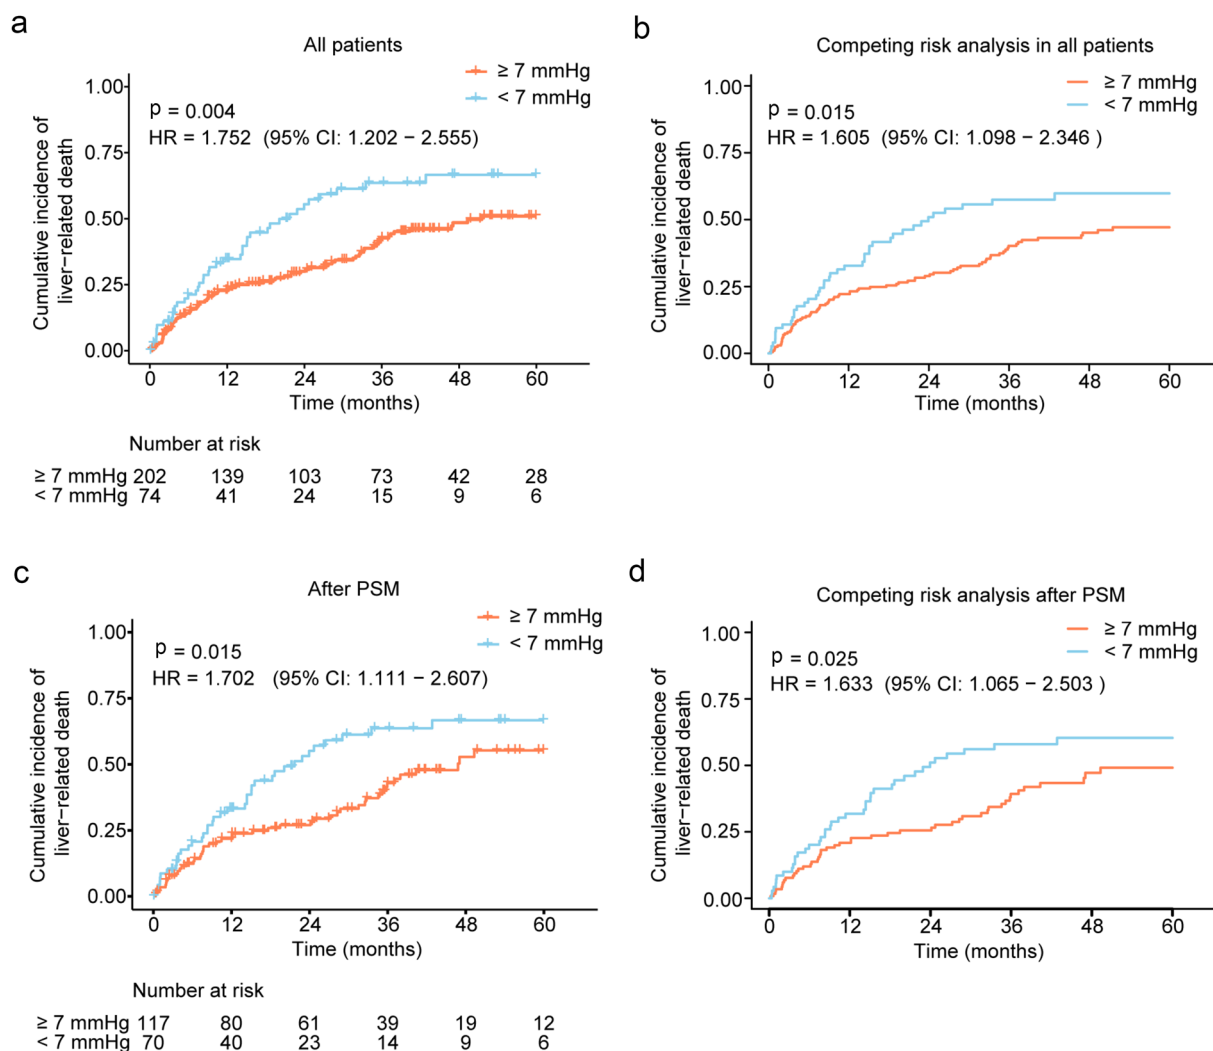 a
All patients
≥ 7 mmHg
< 7 mmHg
p = 0.004
HR = 1.752 (95% CI: 1.202 − 2.555)
Cumulative incidence of
liver−related death
1.00
0.75
0.50
0.25
0.00
0 12 24 36 48 60
Time (months)
Number at risk
≥ 7 mmHg 202 139 103 73 42 28
< 7 mmHg 74 41 24 15 9 6
b
Competing risk analysis in all patients
≥ 7 mmHg
< 7 mmHg
p = 0.015
HR = 1.605 (95% CI: 1.098 − 2.346 )
Cumulative incidence of
liver−related death
1.00
0.75
0.50
0.25
0.00
0 12 24 36 48 60
Time (months)
c
After PSM
≥ 7 mmHg
< 7 mmHg
p = 0.015
HR = 1.702 (95% CI: 1.111 − 2.607)
Cumulative incidence of
liver−related death
1.00
0.75
0.50
0.25
0.00
0 12 24 36 48 60
Time (months)
Number at risk
≥ 7 mmHg 117 80 61 39 19 12
< 7 mmHg 70 40 23 14 9 6
d
Competing risk analysis after PSM
≥ 7 mmHg
< 7 mmHg
p = 0.025
HR = 1.633 (95% CI: 1.065 − 2.503 )
Cumulative incidence of
liver−related death
1.00
0.75
0.50
0.25
0.00
0 12 24 36 48 60
Time (months)